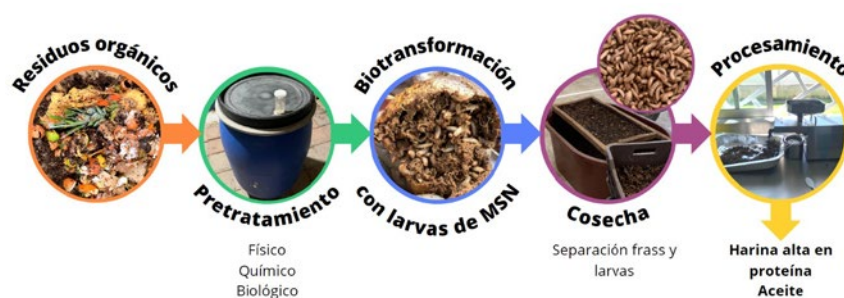 Residuos orgánicos
Pretratamiento
Físico
Químico
Biológico
Biotransformación
con larvas de MSN
Cosecha
Separación frass y
larvas
Procesamiento
Harina alta en
proteína
Aceite